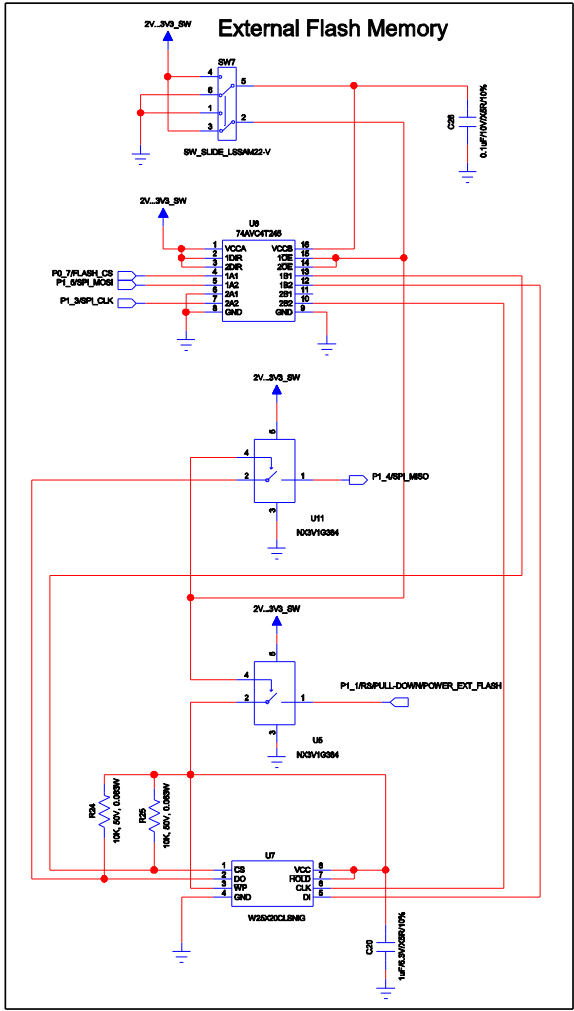 External Flash Memory
2V...3V3_SW
SW7
4
6
1
3
5
2
SW_SLIDE_LSSAM22-V
C26
0.1uF/10V/X5R/10%
2V...3V3_SW
U6
74AVC4T245
1 VCCA VCCB 16
2 1DIR 1OE 15
3 2DIR 2OE 14
P0_7/FLASH_CS 4 1A1 1B1 13
P1_5/SPI_MOSI 5 1A2 1B2 12
6 2A1 2B1 11
P1_3/SPI_CLK 7 2A2 2B2 10
8 GND GND 9
2V...3V3_SW
5
4
2 1 P1_4/SPI_MISO
3
U11
NX3V1G384
2V...3V3_SW
5
4
P1_1/RS/PULL-DOWN/POWER_EXT_FLASH
2 1
3
U5
NX3V1G384
R24
10K, 50V, 0.063W
R25
10K, 50V, 0.063W
U7
1 CS VCC 8
2 DO HOLD 7
3 WP CLK 6
4 GND DI 5
W25X20CLSNIG
C20
1uF/6.3V/X5R/10%